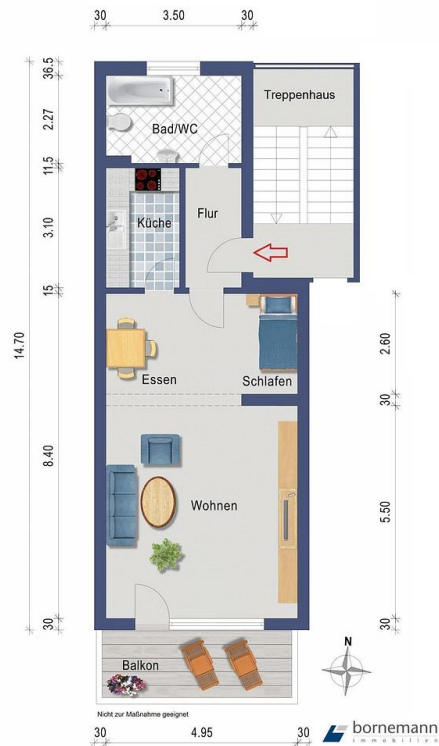 30 3.50 30
36.5
2.27
11.5
3.10
15
14.70
8.40
30
Treppenhaus
Bad/WC
Küche
Flur
Essen
Schlafen
Wohnen
2.60
30
5.50
30
Balkon
N
Nicht zur Maßnahme geeignet
30 4.95 30
bornemann
immobilien